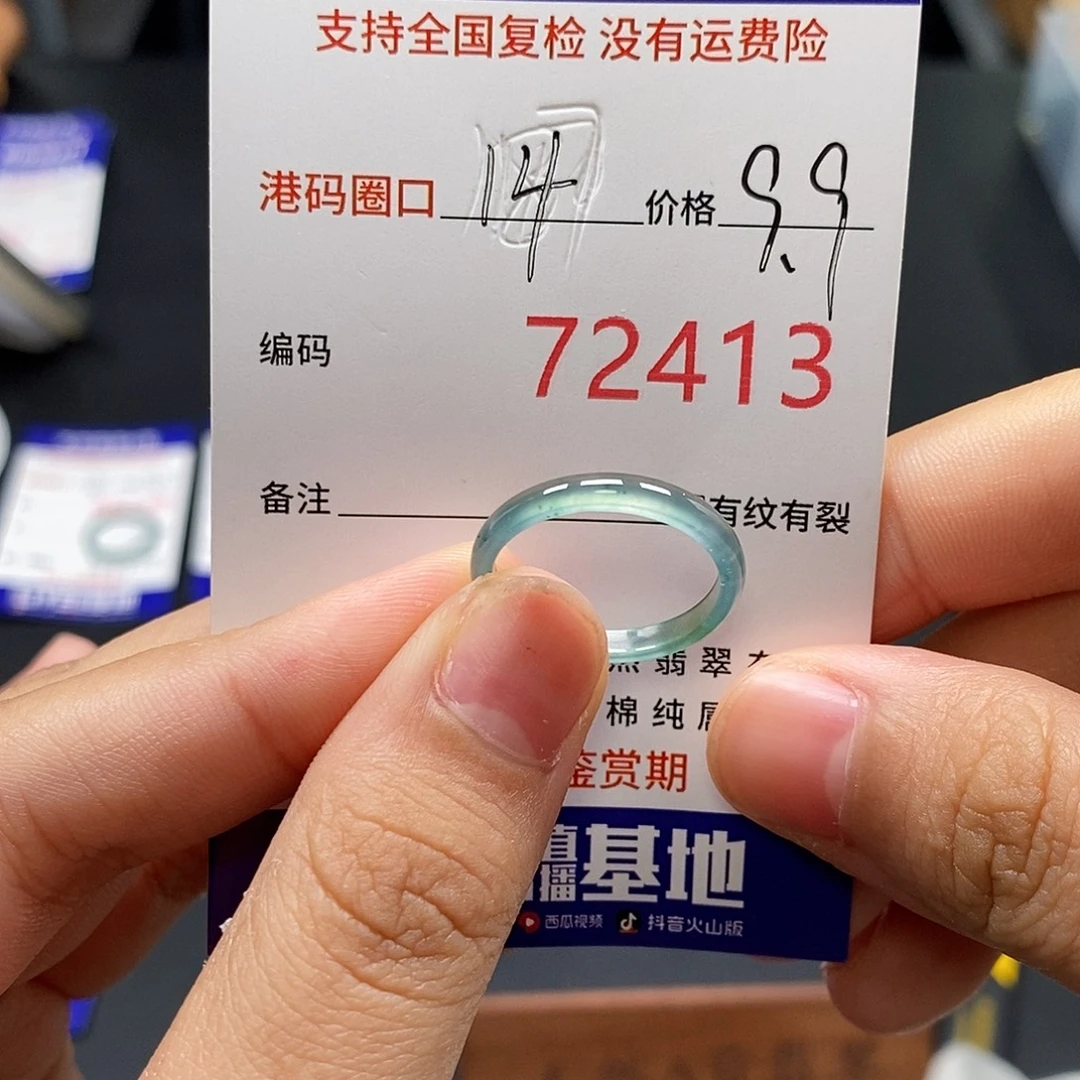 支持全国复检 没有运费险
港码圈口 14 价格 9.9
编码 72413
备注 有纹有裂
翡翠
棉纯属
鉴赏期
基地
西瓜视频 抖音火山版